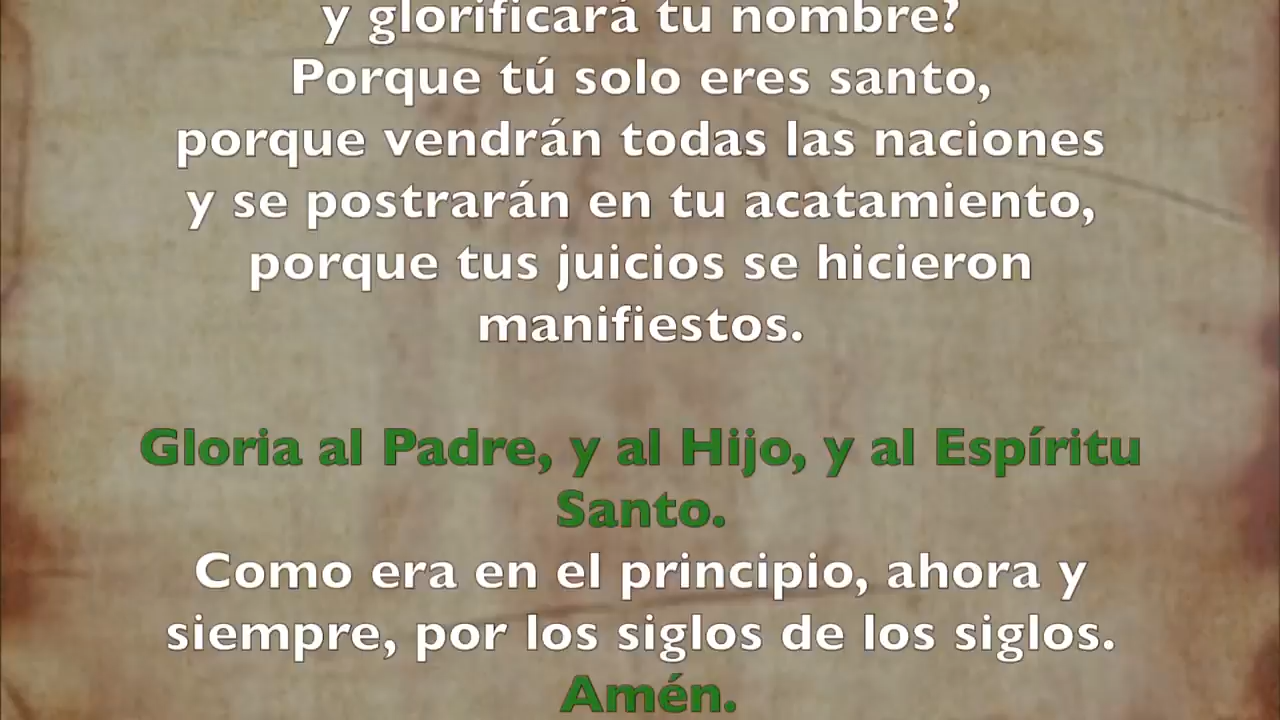 y glorificará tu nombre?
Porque tú solo eres santo,
porque vendrán todas las naciones
y se postrarán en tu acatamiento,
porque tus juicios se hicieron
manifiestos.
Gloria al Padre, y al Hijo, y al Espíritu
Santo.
Como era en el principio, ahora y
siempre, por los siglos de los siglos.
Amén.